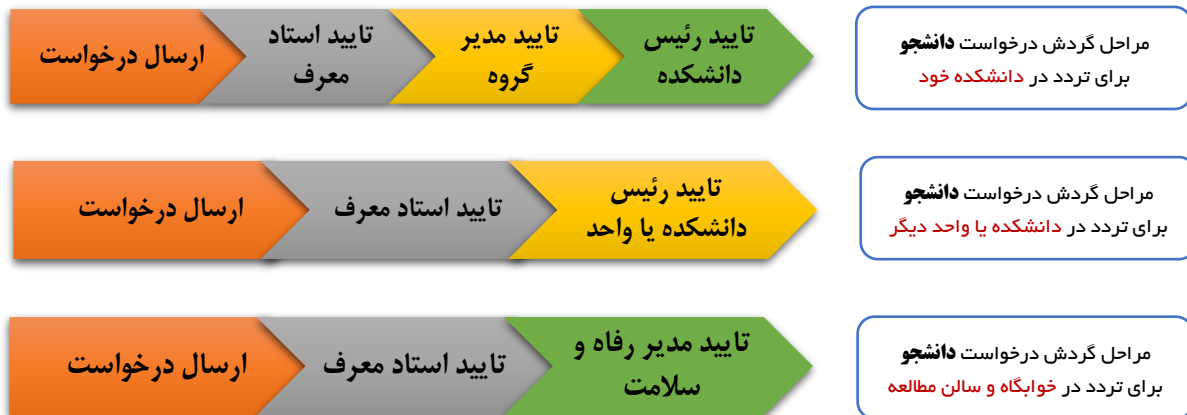 مراحل گردش درخواست دانشجو
برای تردد در دانشکده خود
ارسال درخواست
تایید استاد
معرف
تایید مدیر
گروه
تایید رئیس
دانشکده
مراحل گردش درخواست دانشجو
برای تردد در دانشکده یا واحد دیگر
ارسال درخواست
تایید استاد معرف
تایید رئیس
دانشکده یا واحد
مراحل گردش درخواست دانشجو
برای تردد در خوابگاه و سالن مطالعه
ارسال درخواست
تایید استاد معرف
تایید مدیر رفاه و
سلامت